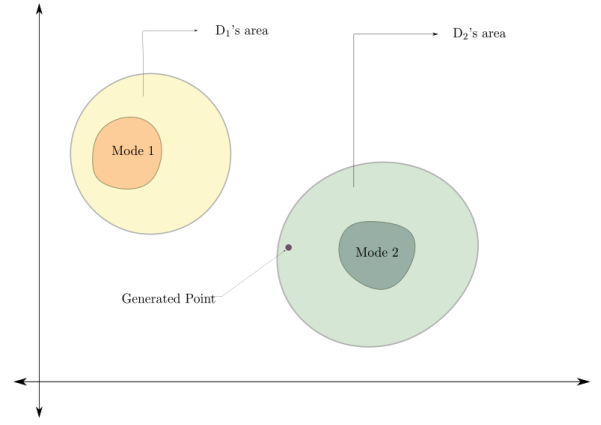 D₁'s area
D₂'s area
Mode 1
Mode 2
Generated Point